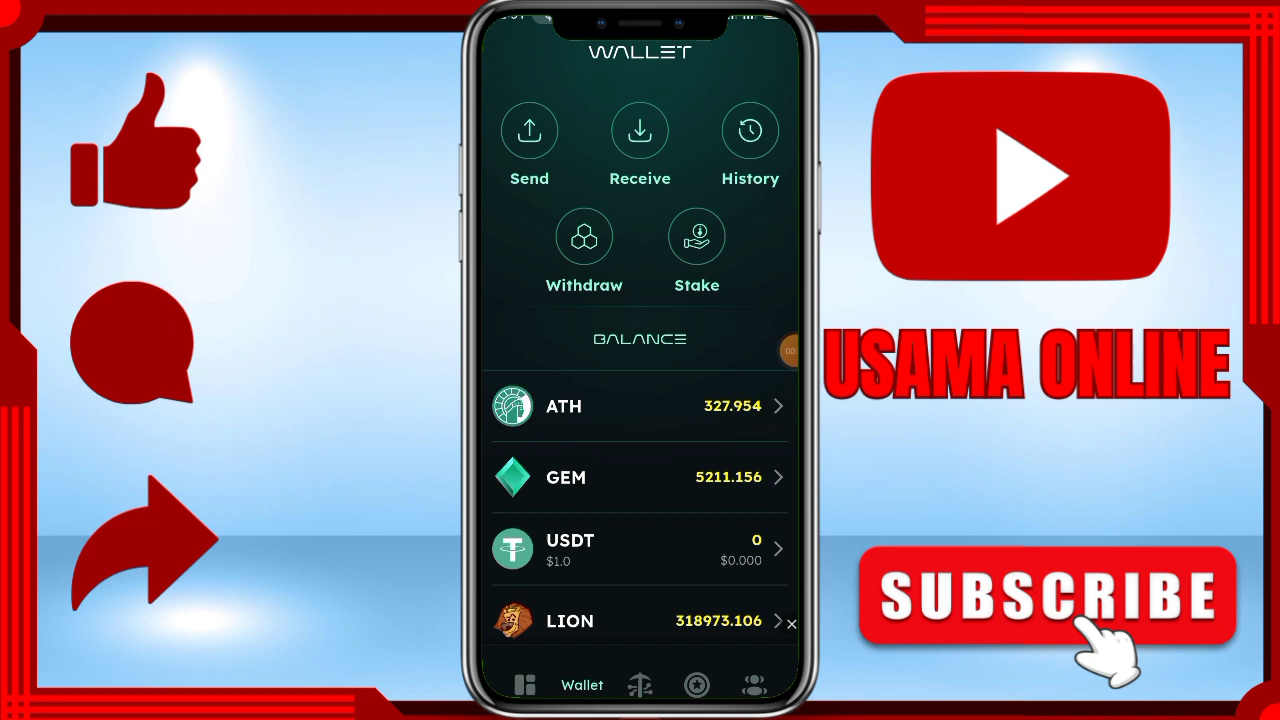 WALLET
Send
Receive
History
Withdraw
Stake
BALANCE
ATH
327.954
GEM
5211.156
USDT
0
$1.0
$0.000
LION
318973.106
Wallet
USAMA ONLINE
SUBSCRIBE